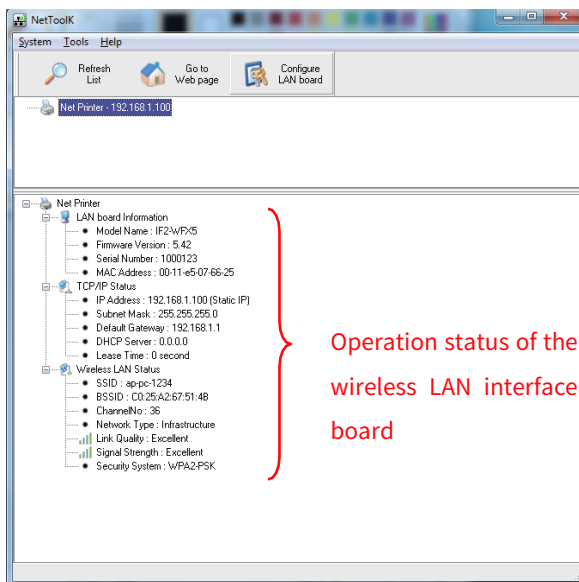 NetToolK
System Tools Help
Refresh List
Go to Web page
Configure LAN board
Net Printer - 192.168.1.100
Net Printer
LAN board Information
Model Name : IF2-WFX5
Firmware Version : 5.42
Serial Number : 1000123
MAC Address : 00-11-e5-07-66-25
TCP/IP Status
IP Address : 192.168.1.100 (Static IP)
Subnet Mask : 255.255.255.0
Default Gateway : 192.168.1.1
DHCP Server : 0.0.0.0
Lease Time : 0 second
Wireless LAN Status
SSID : ap-pc-1234
BSSID : C0:25:A2:67:51:4B
ChannelNo : 36
Network Type : Infrastructure
Link Quality : Excellent
Signal Strength : Excellent
Security System : WPA2-PSK
Operation status of the
wireless LAN interface
board